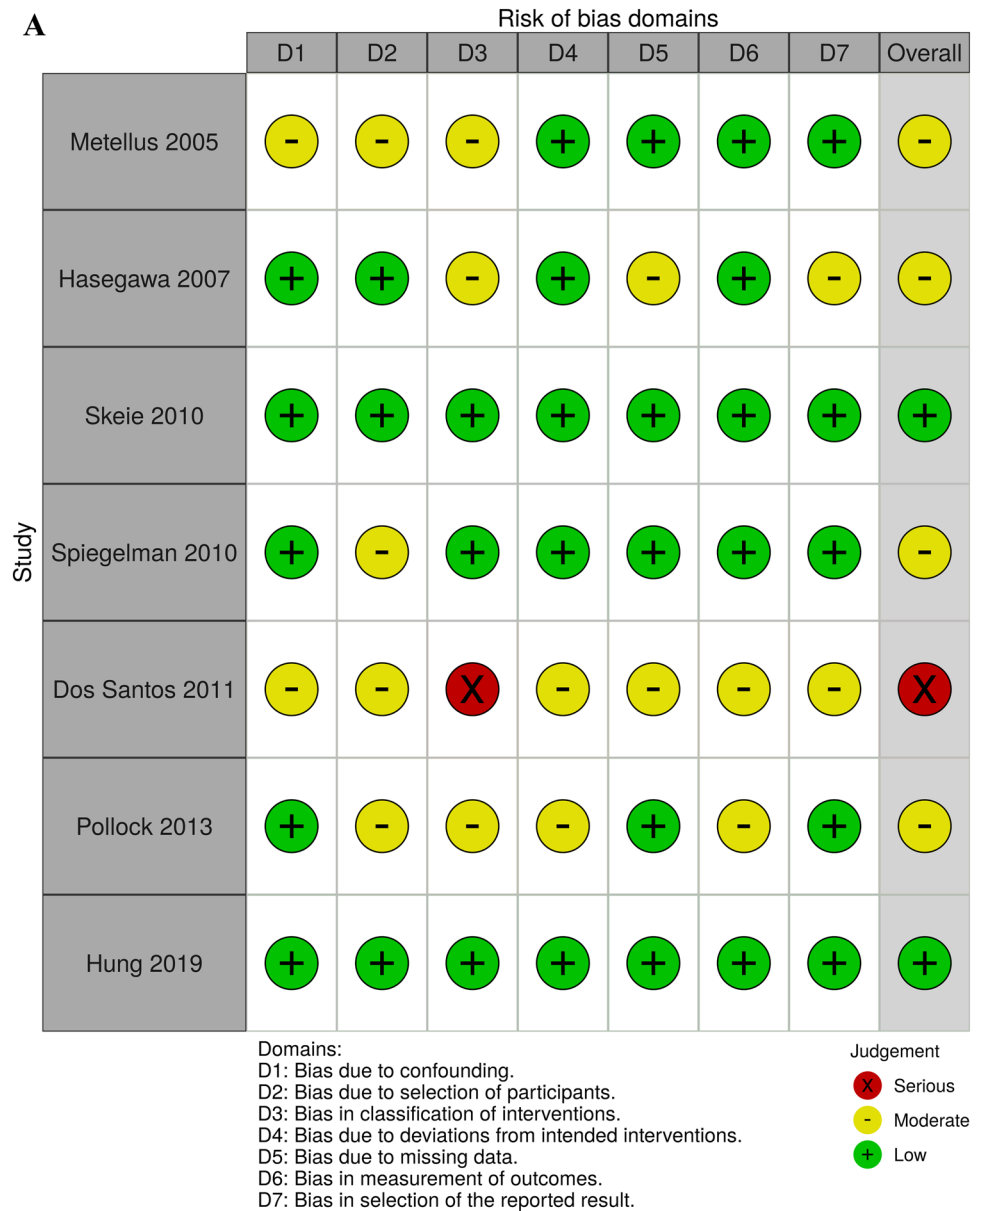 A
Risk of bias domains
D1 D2 D3 D4 D5 D6 D7 Overall
Study
Metellus 2005 - - - + + + + -
Hasegawa 2007 + + - + - + - -
Skeie 2010 + + + + + + + +
Spiegelman 2010 + - + + + + + -
Dos Santos 2011 - - X - - - - X
Pollock 2013 + - - - + - + -
Hung 2019 + + + + + + + +
Domains:
D1: Bias due to confounding.
D2: Bias due to selection of participants.
D3: Bias in classification of interventions.
D4: Bias due to deviations from intended interventions.
D5: Bias due to missing data.
D6: Bias in measurement of outcomes.
D7: Bias in selection of the reported result.
Judgement
X Serious
- Moderate
+ Low